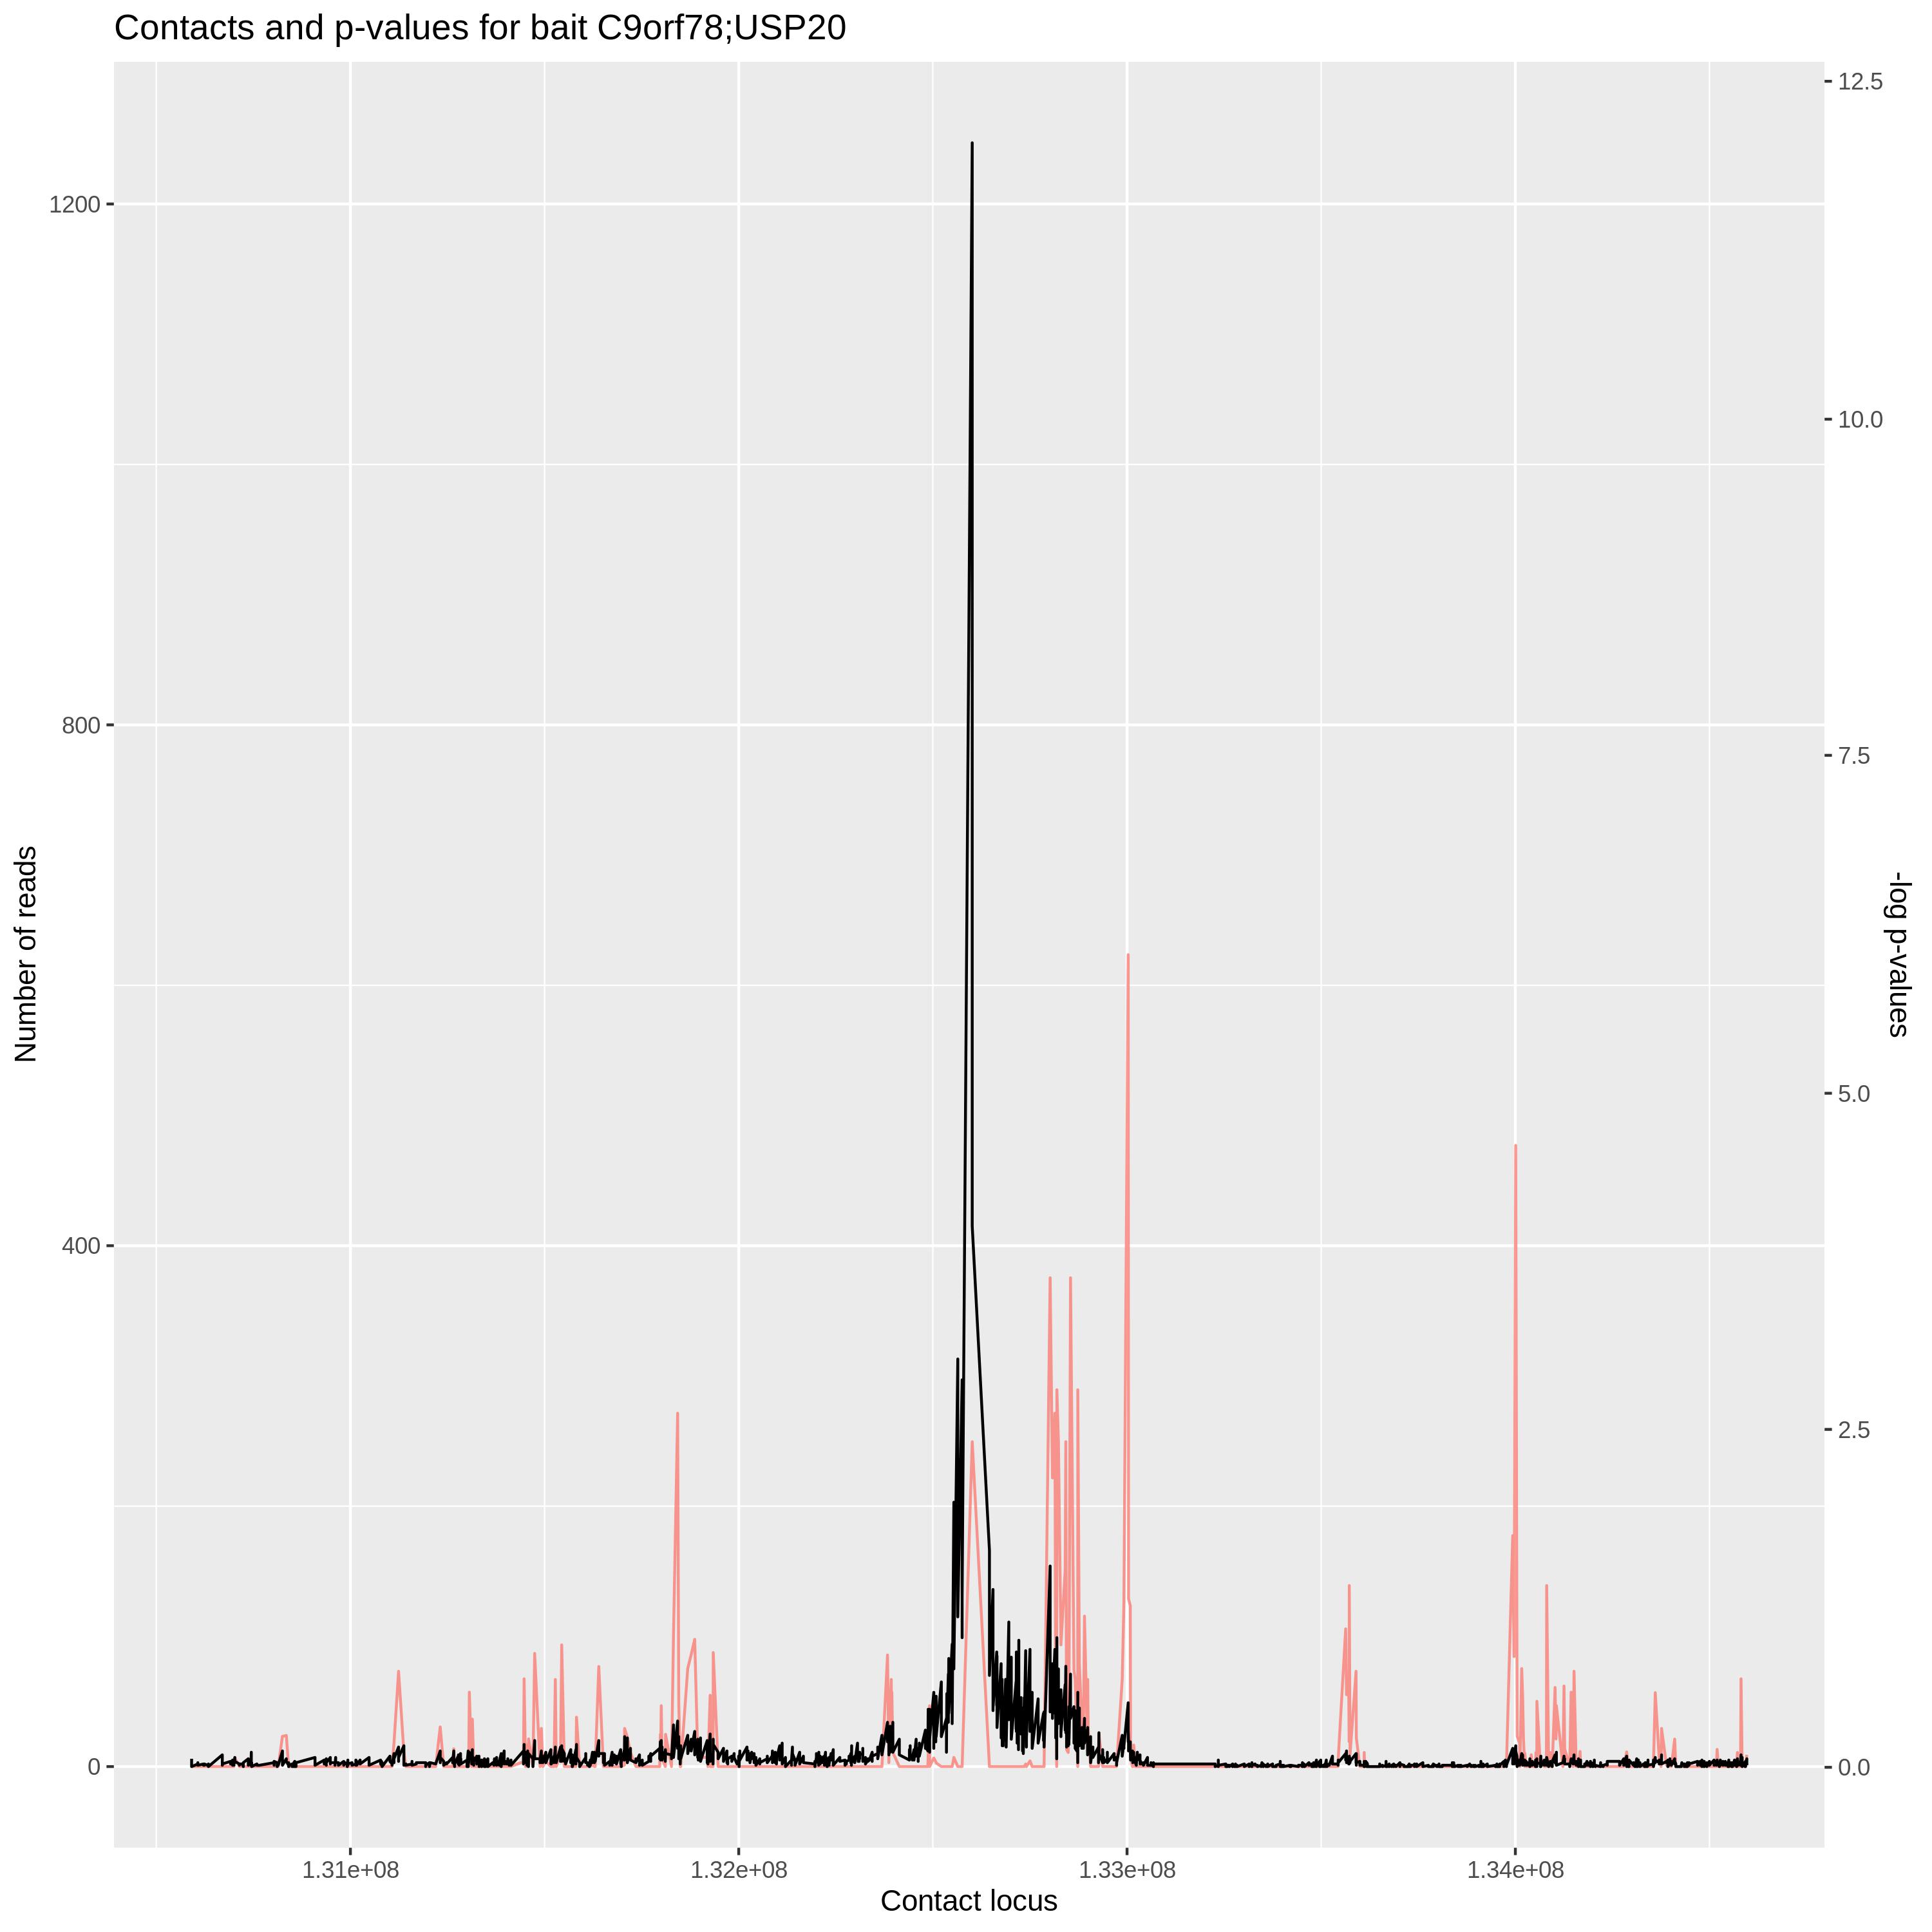 Contacts and p-values for bait C9orf78;USP20
1200
800
400
0
Number of reads
12.5
10.0
7.5
5.0
2.5
0.0
-log p-values
1.31e+08
1.32e+08
1.33e+08
1.34e+08
Contact locus